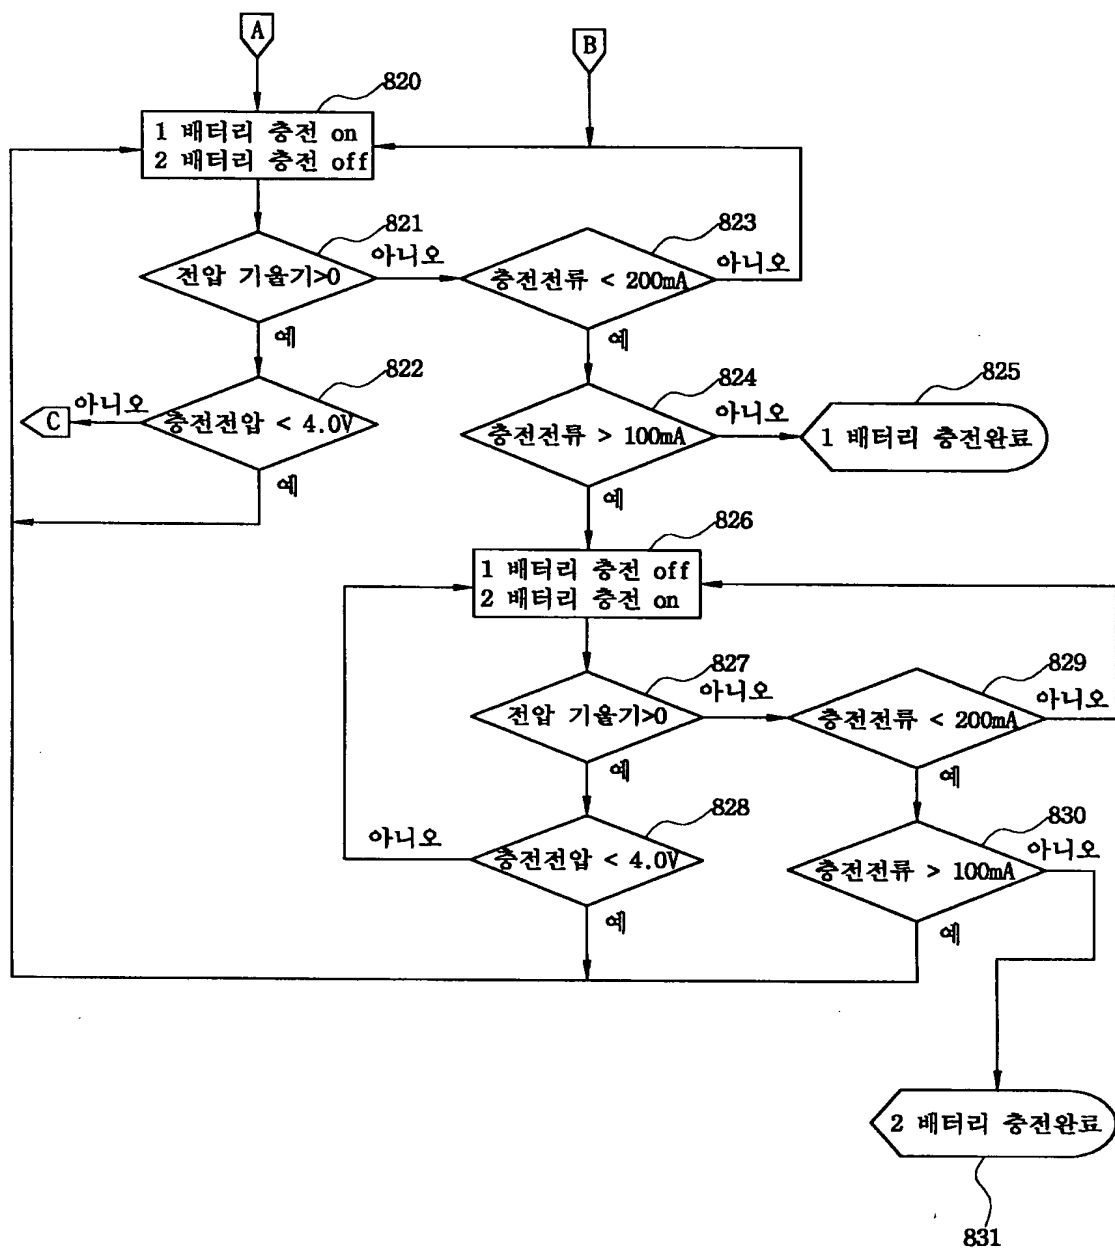 A
B
820
1 배터리 충전 on
2 배터리 충전 off
821
전압 기울기>0
아니오
예
823
충전전류 < 200mA
아니오
예
822
충전전압 < 4.0V
아니오
C
예
824
충전전류 > 100mA
아니오
예
825
1 배터리 충전완료
826
1 배터리 충전 off
2 배터리 충전 on
827
전압 기울기>0
아니오
예
829
충전전류 < 200mA
아니오
예
828
충전전압 < 4.0V
아니오
예
830
충전전류 > 100mA
아니오
예
2 배터리 충전완료
831